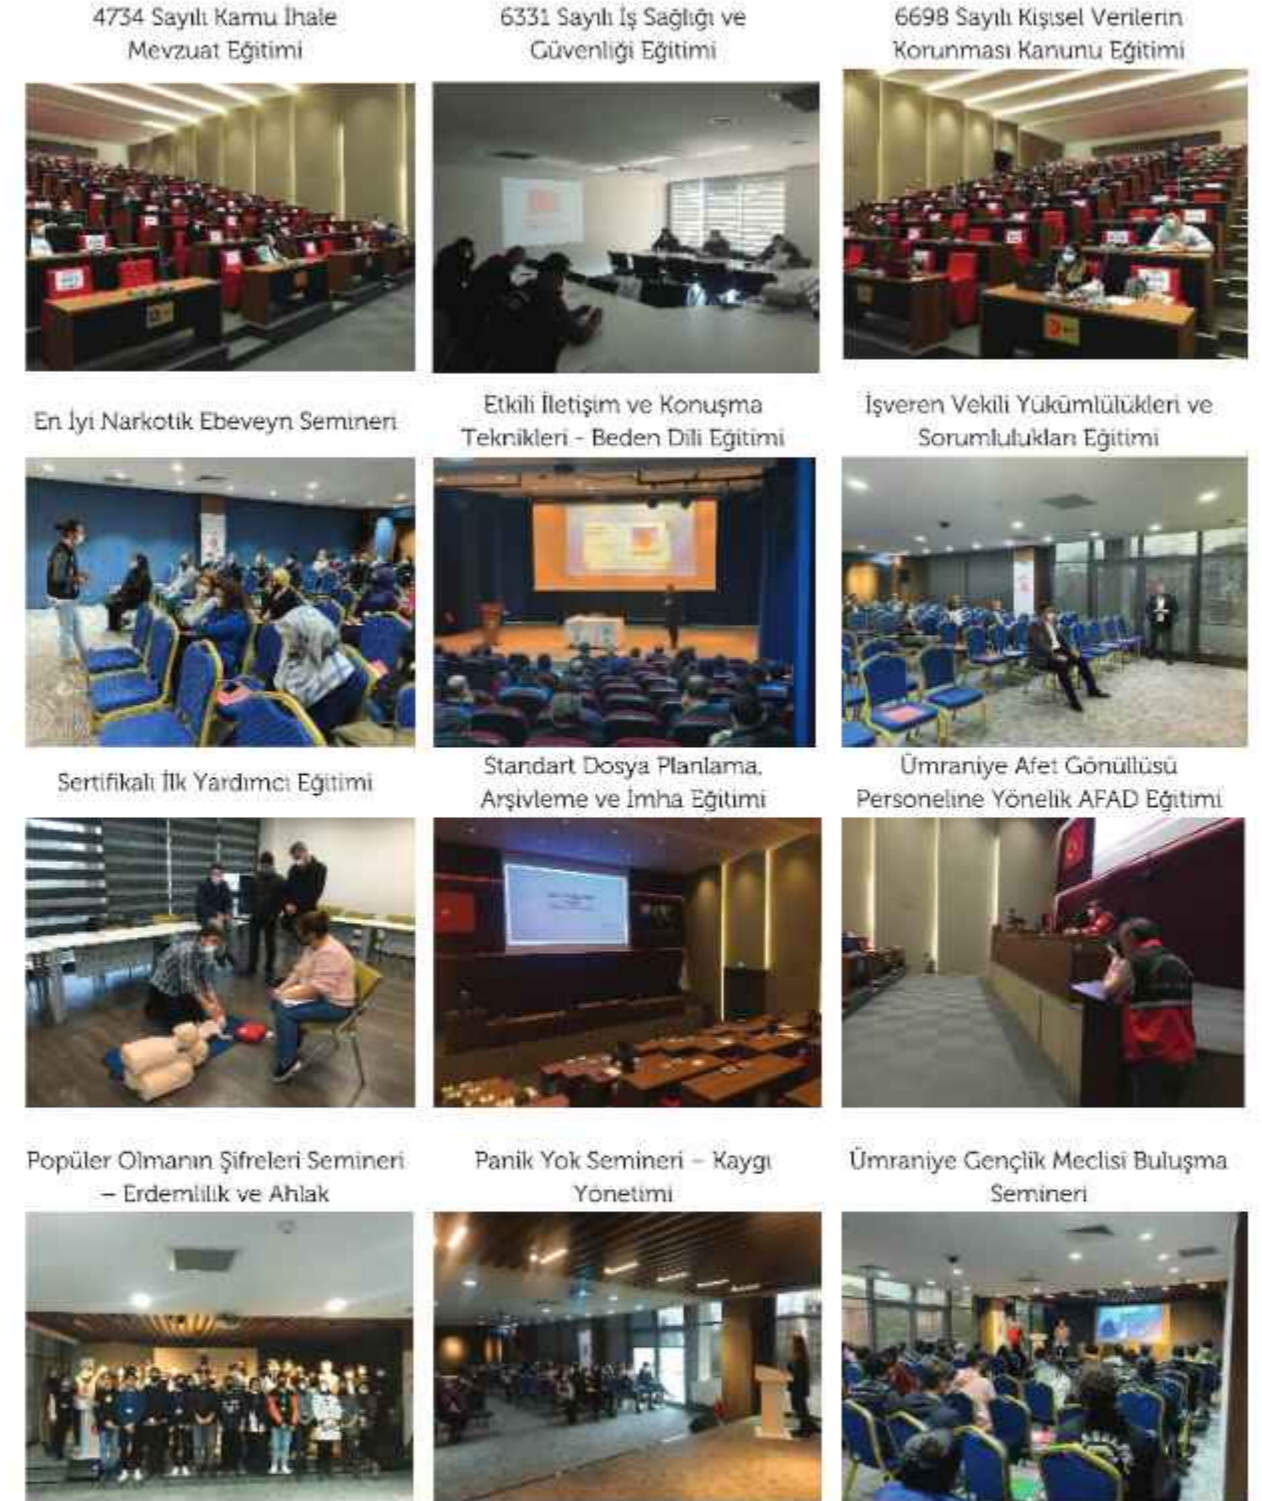 4734 Sayılı Kamu İhale
Mevzuat Eğitimi
6331 Sayılı İş Sağlığı ve
Güvenliği Eğitimi
6698 Sayılı Kişisel Verilerin
Korunması Kanunu Eğitimi
En İyi Narkotik Ebeveyn Semineri
Etkili İletişim ve Konuşma
Teknikleri - Beden Dili Eğitimi
İşveren Vekili Yükümlülükleri ve
Sorumlulukları Eğitimi
Sertifikalı İlk Yardımcı Eğitimi
Standart Dosya Planlama,
Arşivleme ve İmha Eğitimi
Ümraniye Afet Gönüllüsü
Personeline Yönelik AFAD Eğitimi
Popüler Olmanın Şifreleri Semineri
– Erdemlilik ve Ahlak
Panik Yok Semineri – Kaygı
Yönetimi
Ümraniye Gençlik Meclisi Buluşma
Semineri